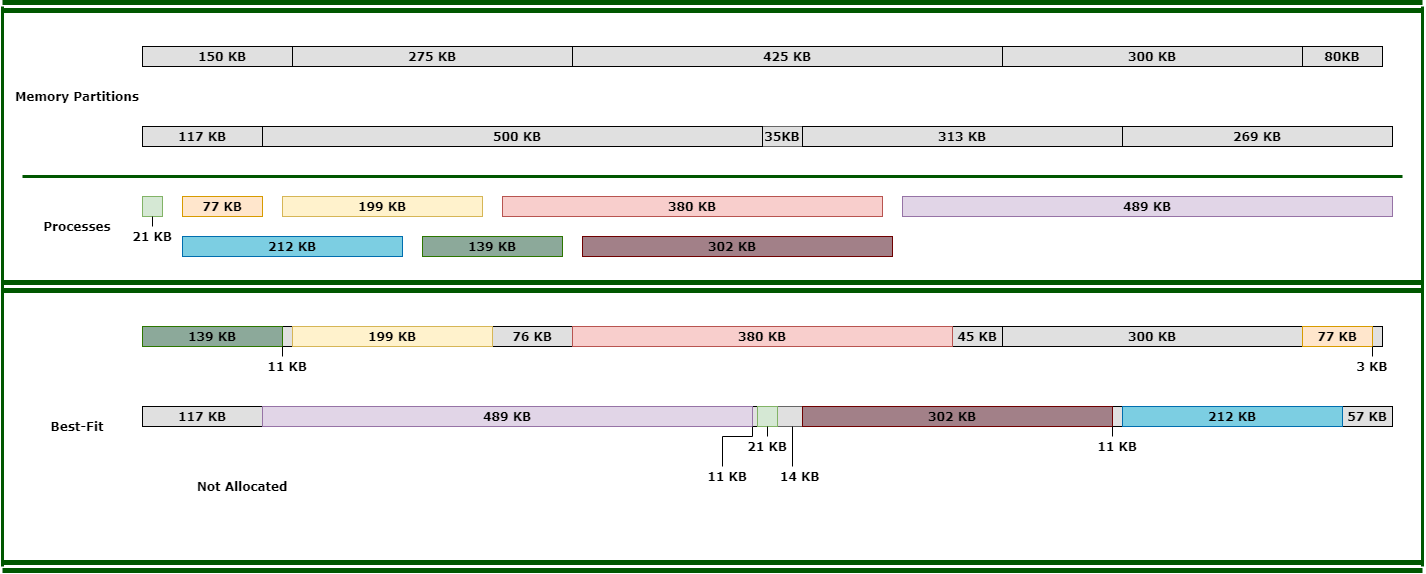 150 KB 275 KB 425 KB 300 KB 80KB
Memory Partitions
117 KB 500 KB 35KB 313 KB 269 KB
77 KB 199 KB 380 KB 489 KB
Processes
21 KB
212 KB 139 KB 302 KB
139 KB 199 KB 76 KB 380 KB 45 KB 300 KB 77 KB
11 KB 3 KB
117 KB 489 KB 302 KB 212 KB 57 KB
Best-Fit
21 KB 11 KB
11 KB 14 KB
Not Allocated